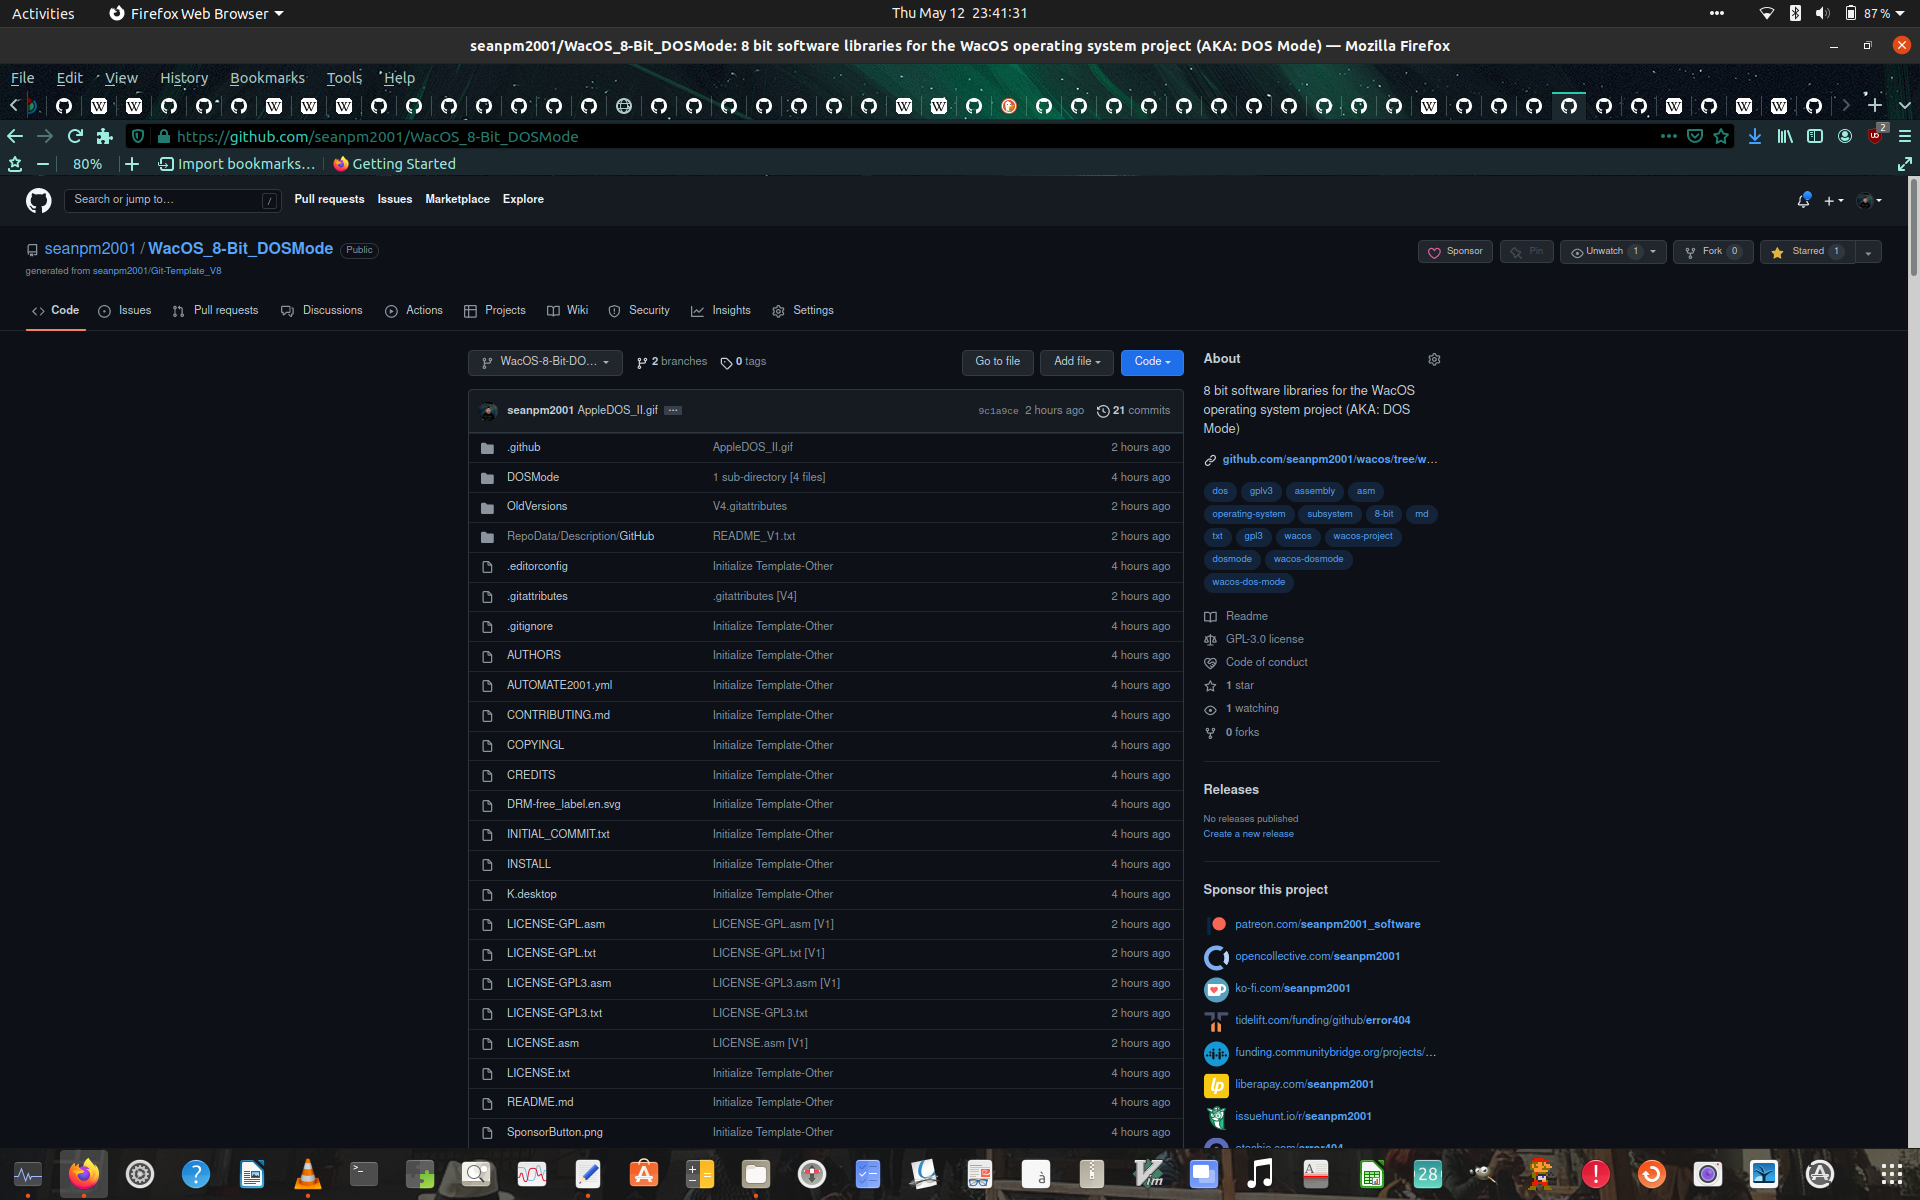 Activities Firefox Web Browser Thu May 12 23:41:31 87 %
seanpm2001/WacOS_8-Bit_DOSMode: 8 bit software libraries for the WacOS operating system project (AKA: DOS Mode) — Mozilla Firefox
File Edit View History Bookmarks Tools Help
https://github.com/seanpm2001/WacOS_8-Bit_DOSMode 2
80% Import bookmarks... Getting Started
Search or jump to... / Pull requests Issues Marketplace Explore
seanpm2001 / WacOS_8-Bit_DOSMode Public Sponsor Pin Unwatch 1 Fork 0 Starred 1
generated from seanpm2001/Git-Template_V8
Code Issues Pull requests Discussions Actions Projects Wiki Security Insights Settings
WacOS-8-Bit-DO... 2 branches 0 tags Go to file Add file Code
seanpm2001 AppleDOS_II.gif 9c1a9ce 2 hours ago 21 commits
.github AppleDOS_II.gif 2 hours ago
DOSMode 1 sub-directory [4 files] 4 hours ago
OldVersions V4.gitattributes 2 hours ago
RepoData/Description/GitHub README_V1.txt 2 hours ago
.editorconfig Initialize Template-Other 4 hours ago
.gitattributes .gitattributes [V4] 2 hours ago
.gitignore Initialize Template-Other 4 hours ago
AUTHORS Initialize Template-Other 4 hours ago
AUTOMATE2001.yml Initialize Template-Other 4 hours ago
CONTRIBUTING.md Initialize Template-Other 4 hours ago
COPYINGL Initialize Template-Other 4 hours ago
CREDITS Initialize Template-Other 4 hours ago
DRM-free_label.en.svg Initialize Template-Other 4 hours ago
INITIAL_COMMIT.txt Initialize Template-Other 4 hours ago
INSTALL Initialize Template-Other 4 hours ago
K.desktop Initialize Template-Other 4 hours ago
LICENSE-GPL.asm LICENSE-GPL.asm [V1] 2 hours ago
LICENSE-GPL.txt LICENSE-GPL.txt [V1] 2 hours ago
LICENSE-GPL3.asm LICENSE-GPL3.asm [V1] 2 hours ago
LICENSE-GPL3.txt LICENSE-GPL3.txt 2 hours ago
LICENSE.asm LICENSE.asm [V1] 2 hours ago
LICENSE.txt Initialize Template-Other 4 hours ago
README.md Initialize Template-Other 4 hours ago
SponsorButton.png Initialize Template-Other 4 hours ago
About
8 bit software libraries for the WacOS
operating system project (AKA: DOS
Mode)
github.com/seanpm2001/wacos/tree/w...
dos gplv3 assembly asm
operating-system subsystem 8-bit md
txt gpl3 wacos wacos-project
dosmode wacos-dosmode
wacos-dos-mode
Readme
GPL-3.0 license
Code of conduct
1 star
1 watching
0 forks
Releases
No releases published
Create a new release
Sponsor this project
patreon.com/seanpm2001_software
opencollective.com/seanpm2001
ko-fi.com/seanpm2001
tidelift.com/funding/github/error404
funding.communitybridge.org/projects/...
liberapay.com/seanpm2001
issuehunt.io/r/seanpm2001
28